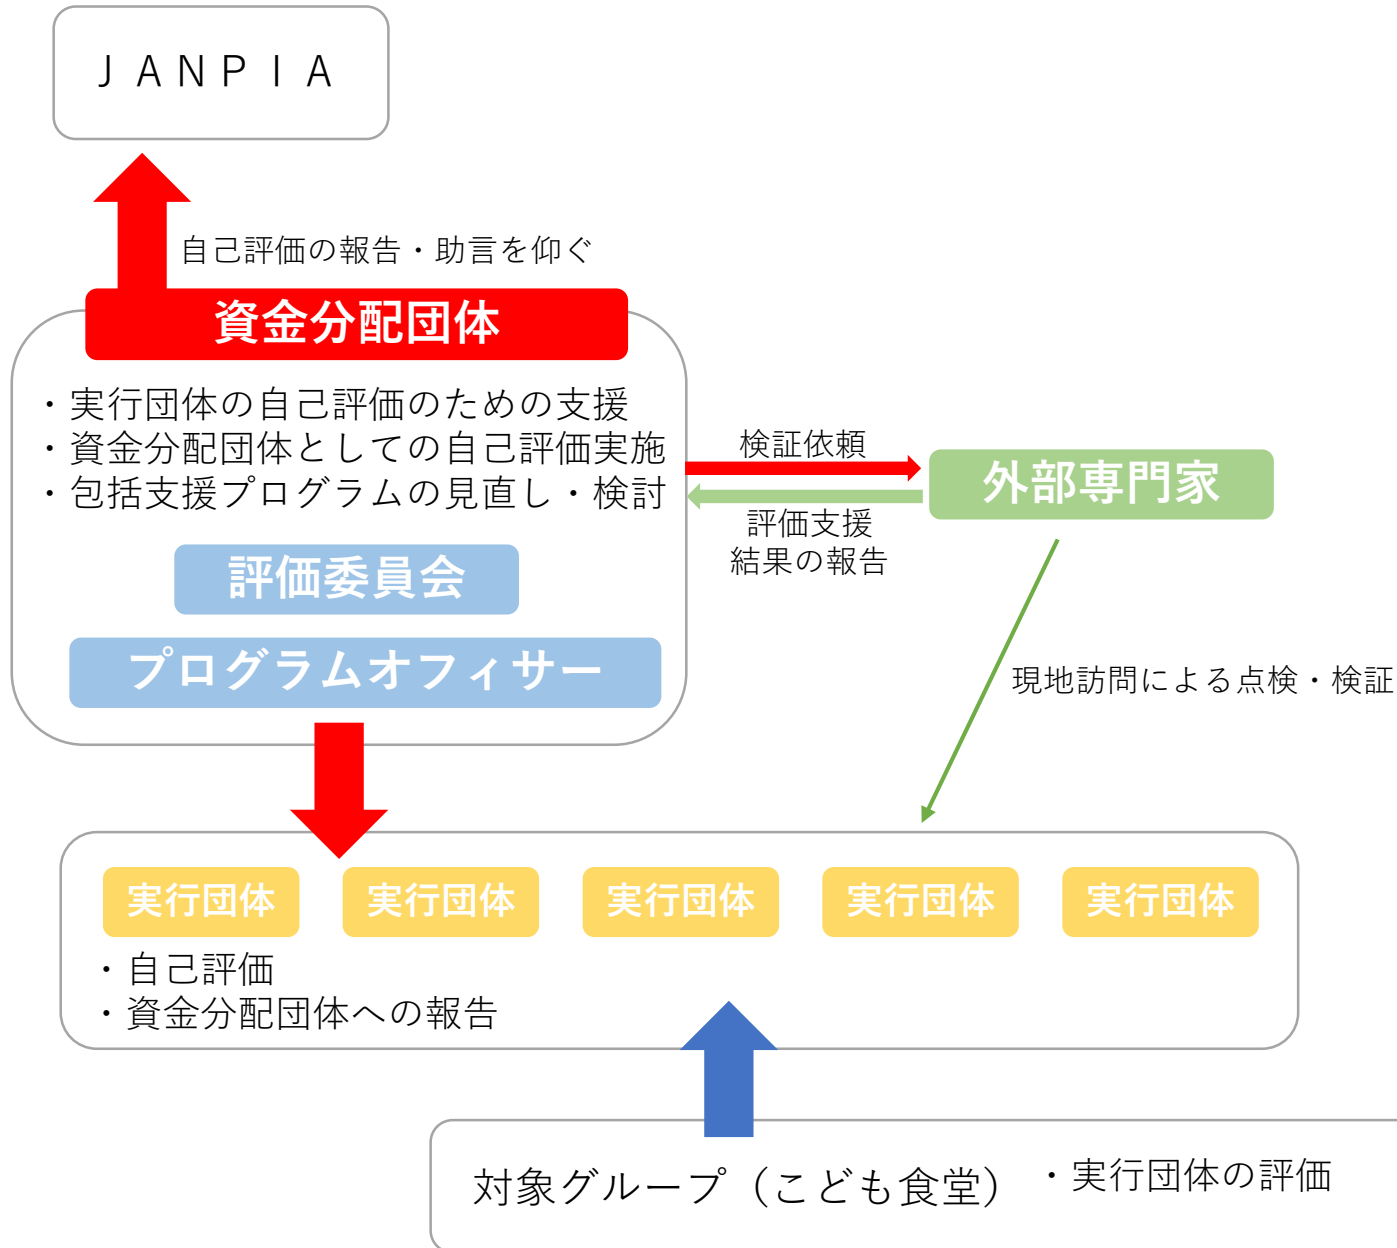 ＪＡＮＰＩＡ
自己評価の報告・助言を仰ぐ
資金分配団体
・実行団体の自己評価のための支援
・資金分配団体としての自己評価実施
・包括支援プログラムの見直し・検討
評価委員会
プログラムオフィサー
検証依頼
評価支援
結果の報告
外部専門家
現地訪問による点検・検証
実行団体
実行団体
実行団体
実行団体
実行団体
・自己評価
・資金分配団体への報告
対象グループ（こども食堂）
・実行団体の評価